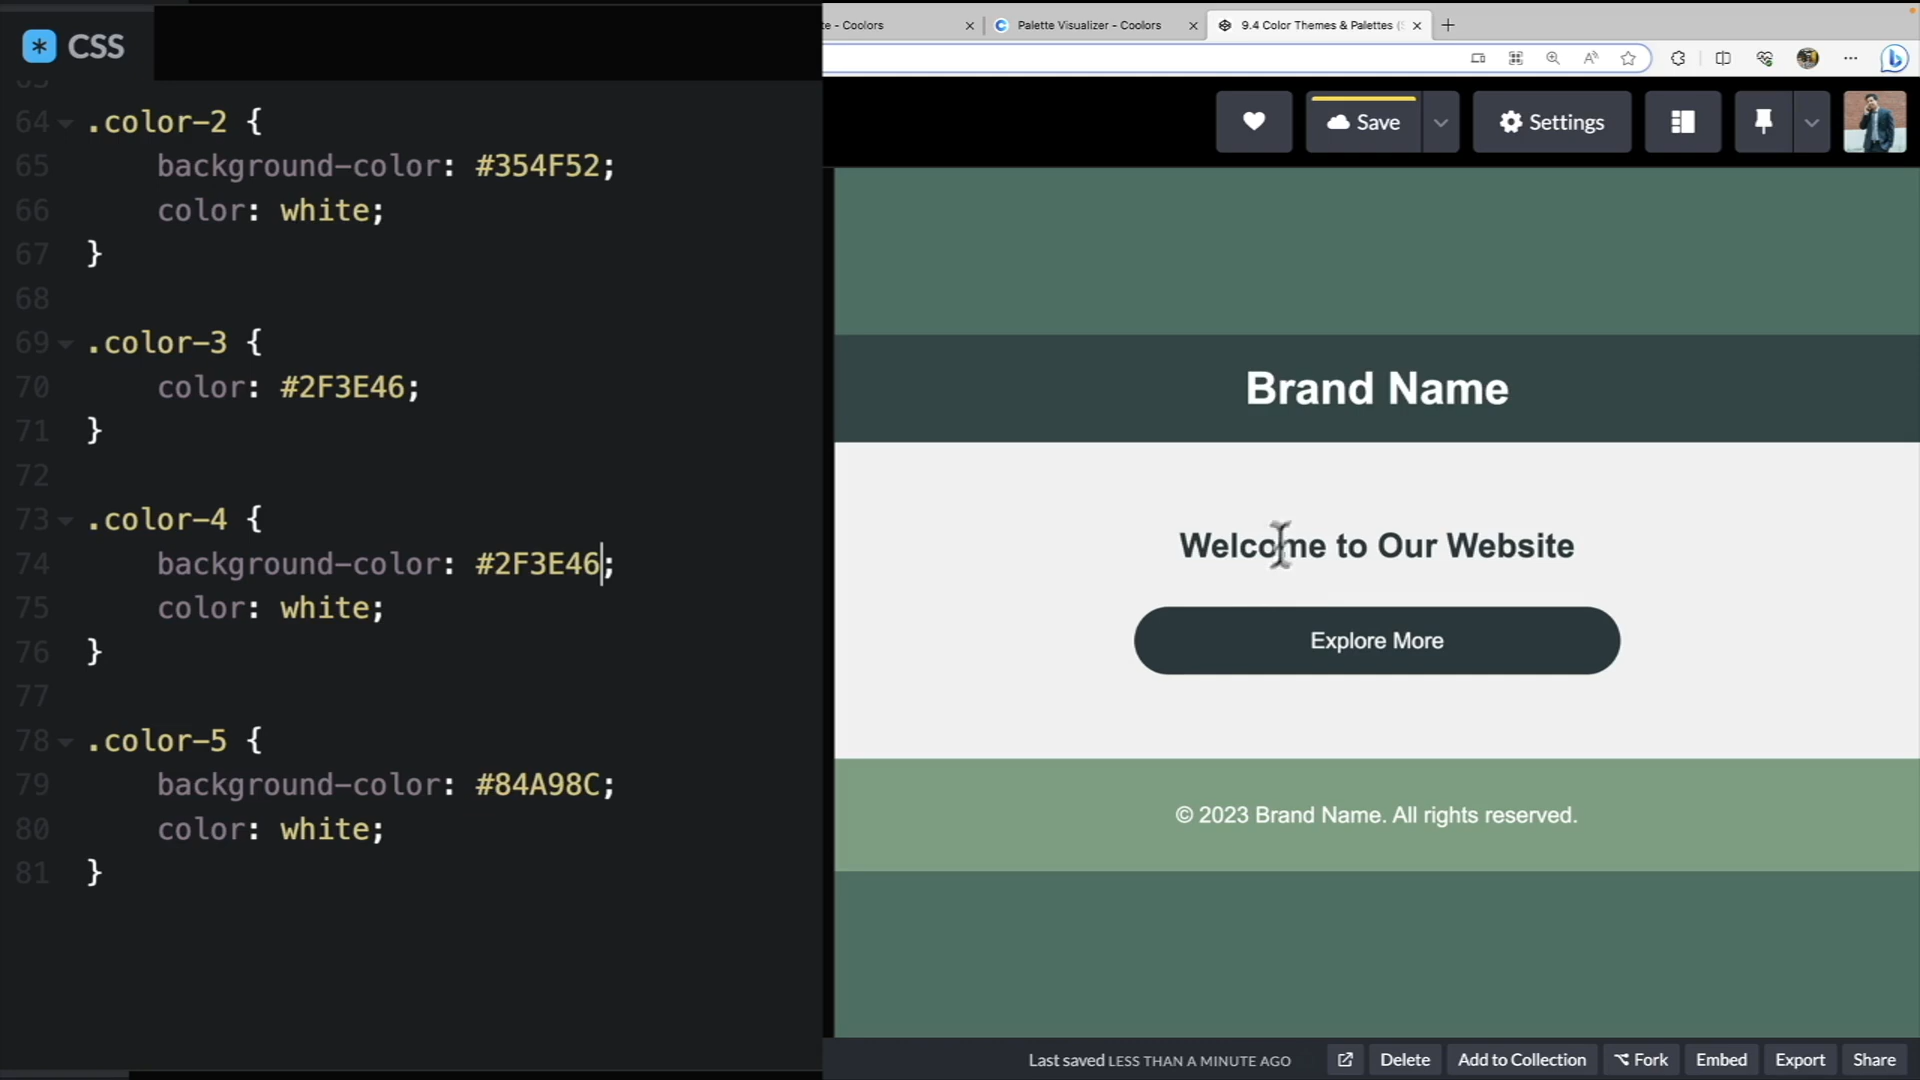 CSS
64 .color-2 {
65 background-color: #354F52;
66 color: white;
67 }
68
69 .color-3 {
70 color: #2F3E46;
71 }
72
73 .color-4 {
74 background-color: #2F3E46;
75 color: white;
76 }
77
78 .color-5 {
79 background-color: #84A98C;
80 color: white;
81 }
te - Coolors
Palette Visualizer - Coolors
9.4 Color Themes & Palettes (
Save
Settings
Brand Name
Welcome to Our Website
Explore More
© 2023 Brand Name. All rights reserved.
Last saved LESS THAN A MINUTE AGO
Delete
Add to Collection
Fork
Embed
Export
Share